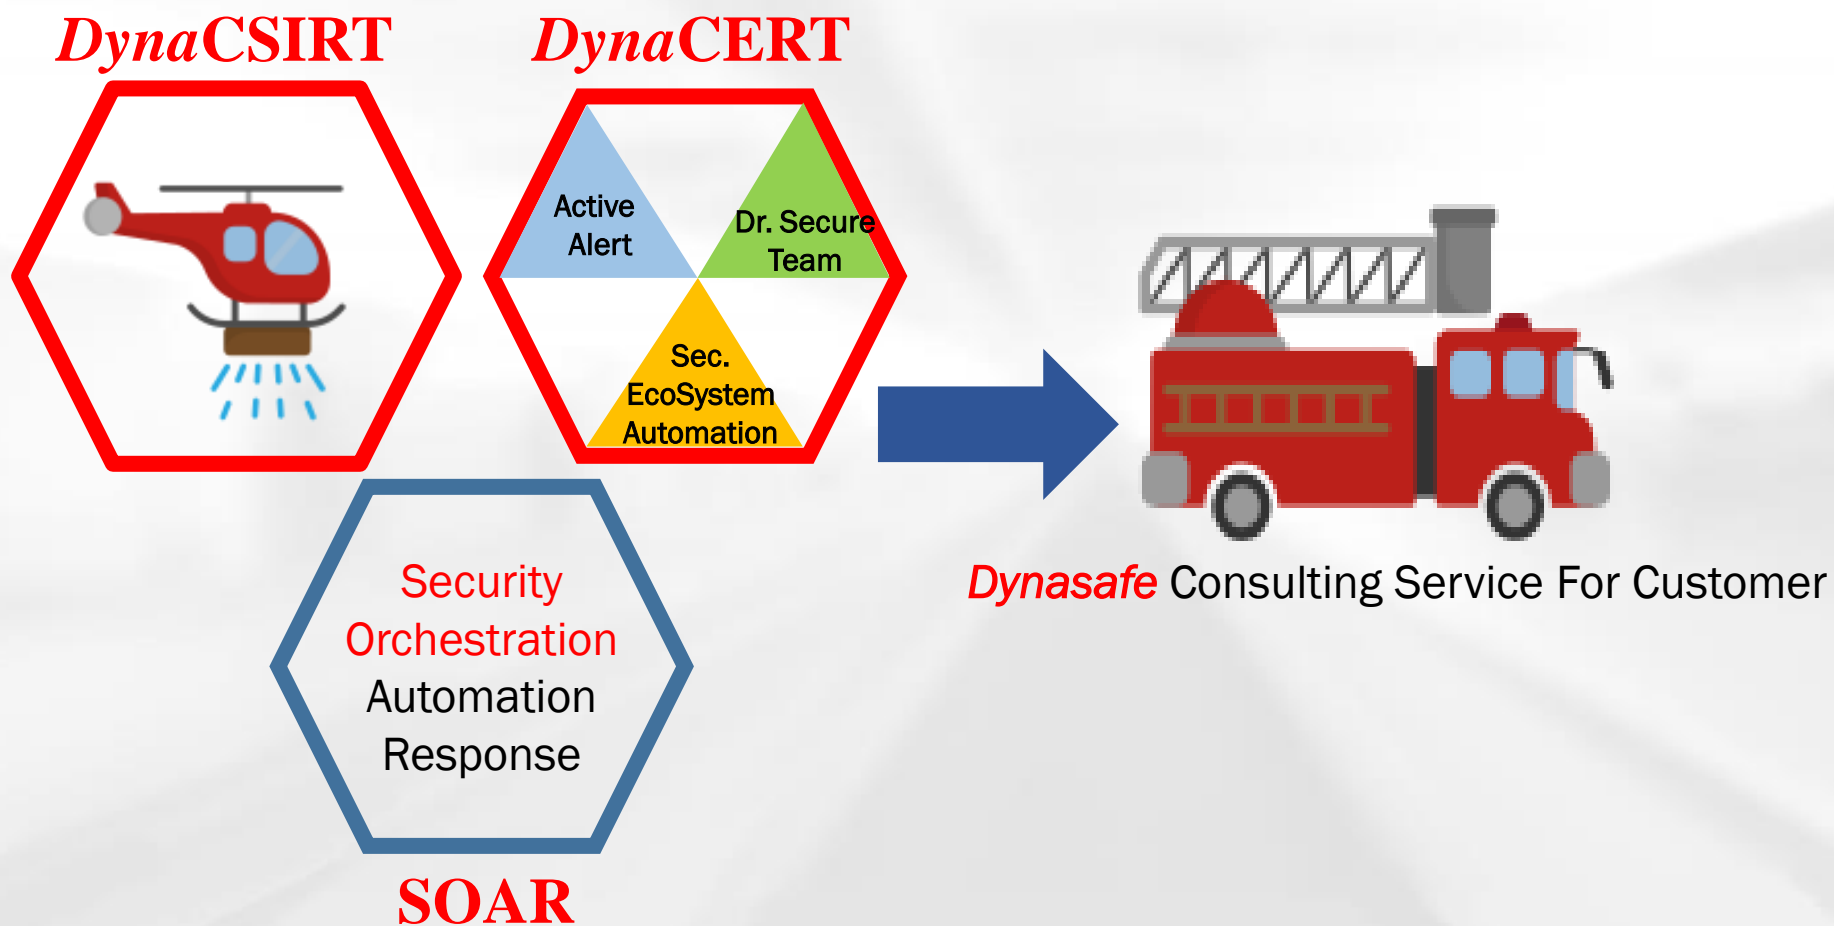 DynaCSIRT
DynaCERT
Active
Alert
Dr. Secure
Team
Sec.
EcoSystem
Automation
Security
Orchestration
Automation
Response
SOAR
Dynasafe Consulting Service For Customer